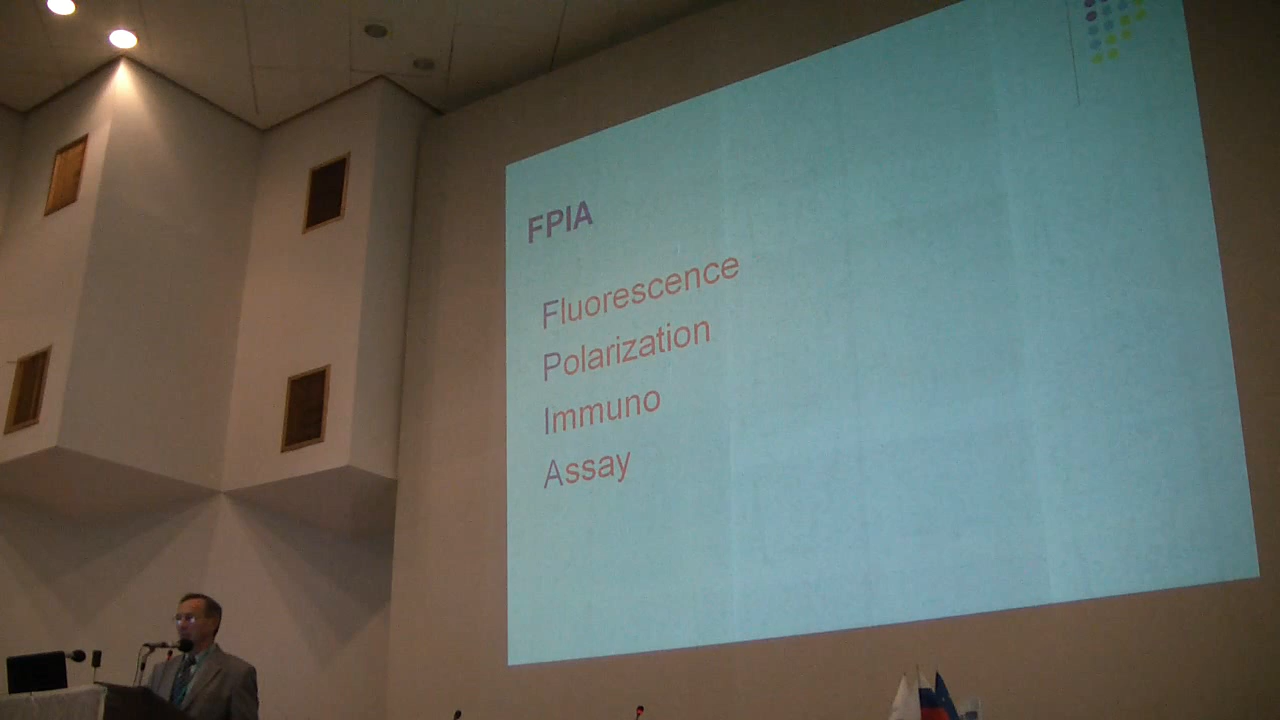 FPIA
Fluorescence
Polarization
Immuno
Assay